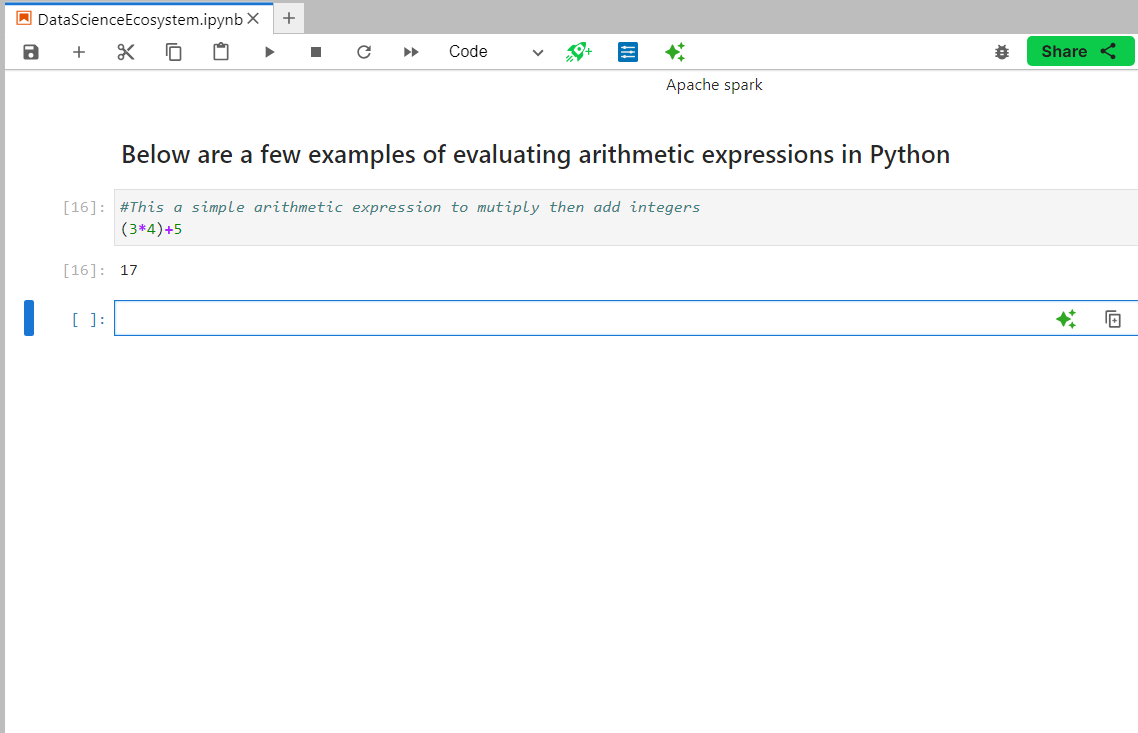 DataScienceEcosystem.ipynb
Code
Share
Apache spark
Below are a few examples of evaluating arithmetic expressions in Python
[16]: #This a simple arithmetic expression to mutiply then add integers
(3*4)+5
[16]: 17
[ ]: